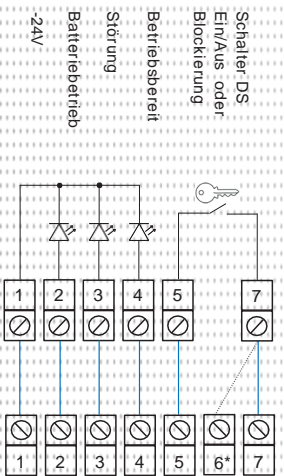 Schalter DS
Ein/Aus oder
Blockierung
Betriebsbereit
Störung
Batteriebetrieb
-24V
1 2 3 4 5 7
1 2 3 4 5 6* 7